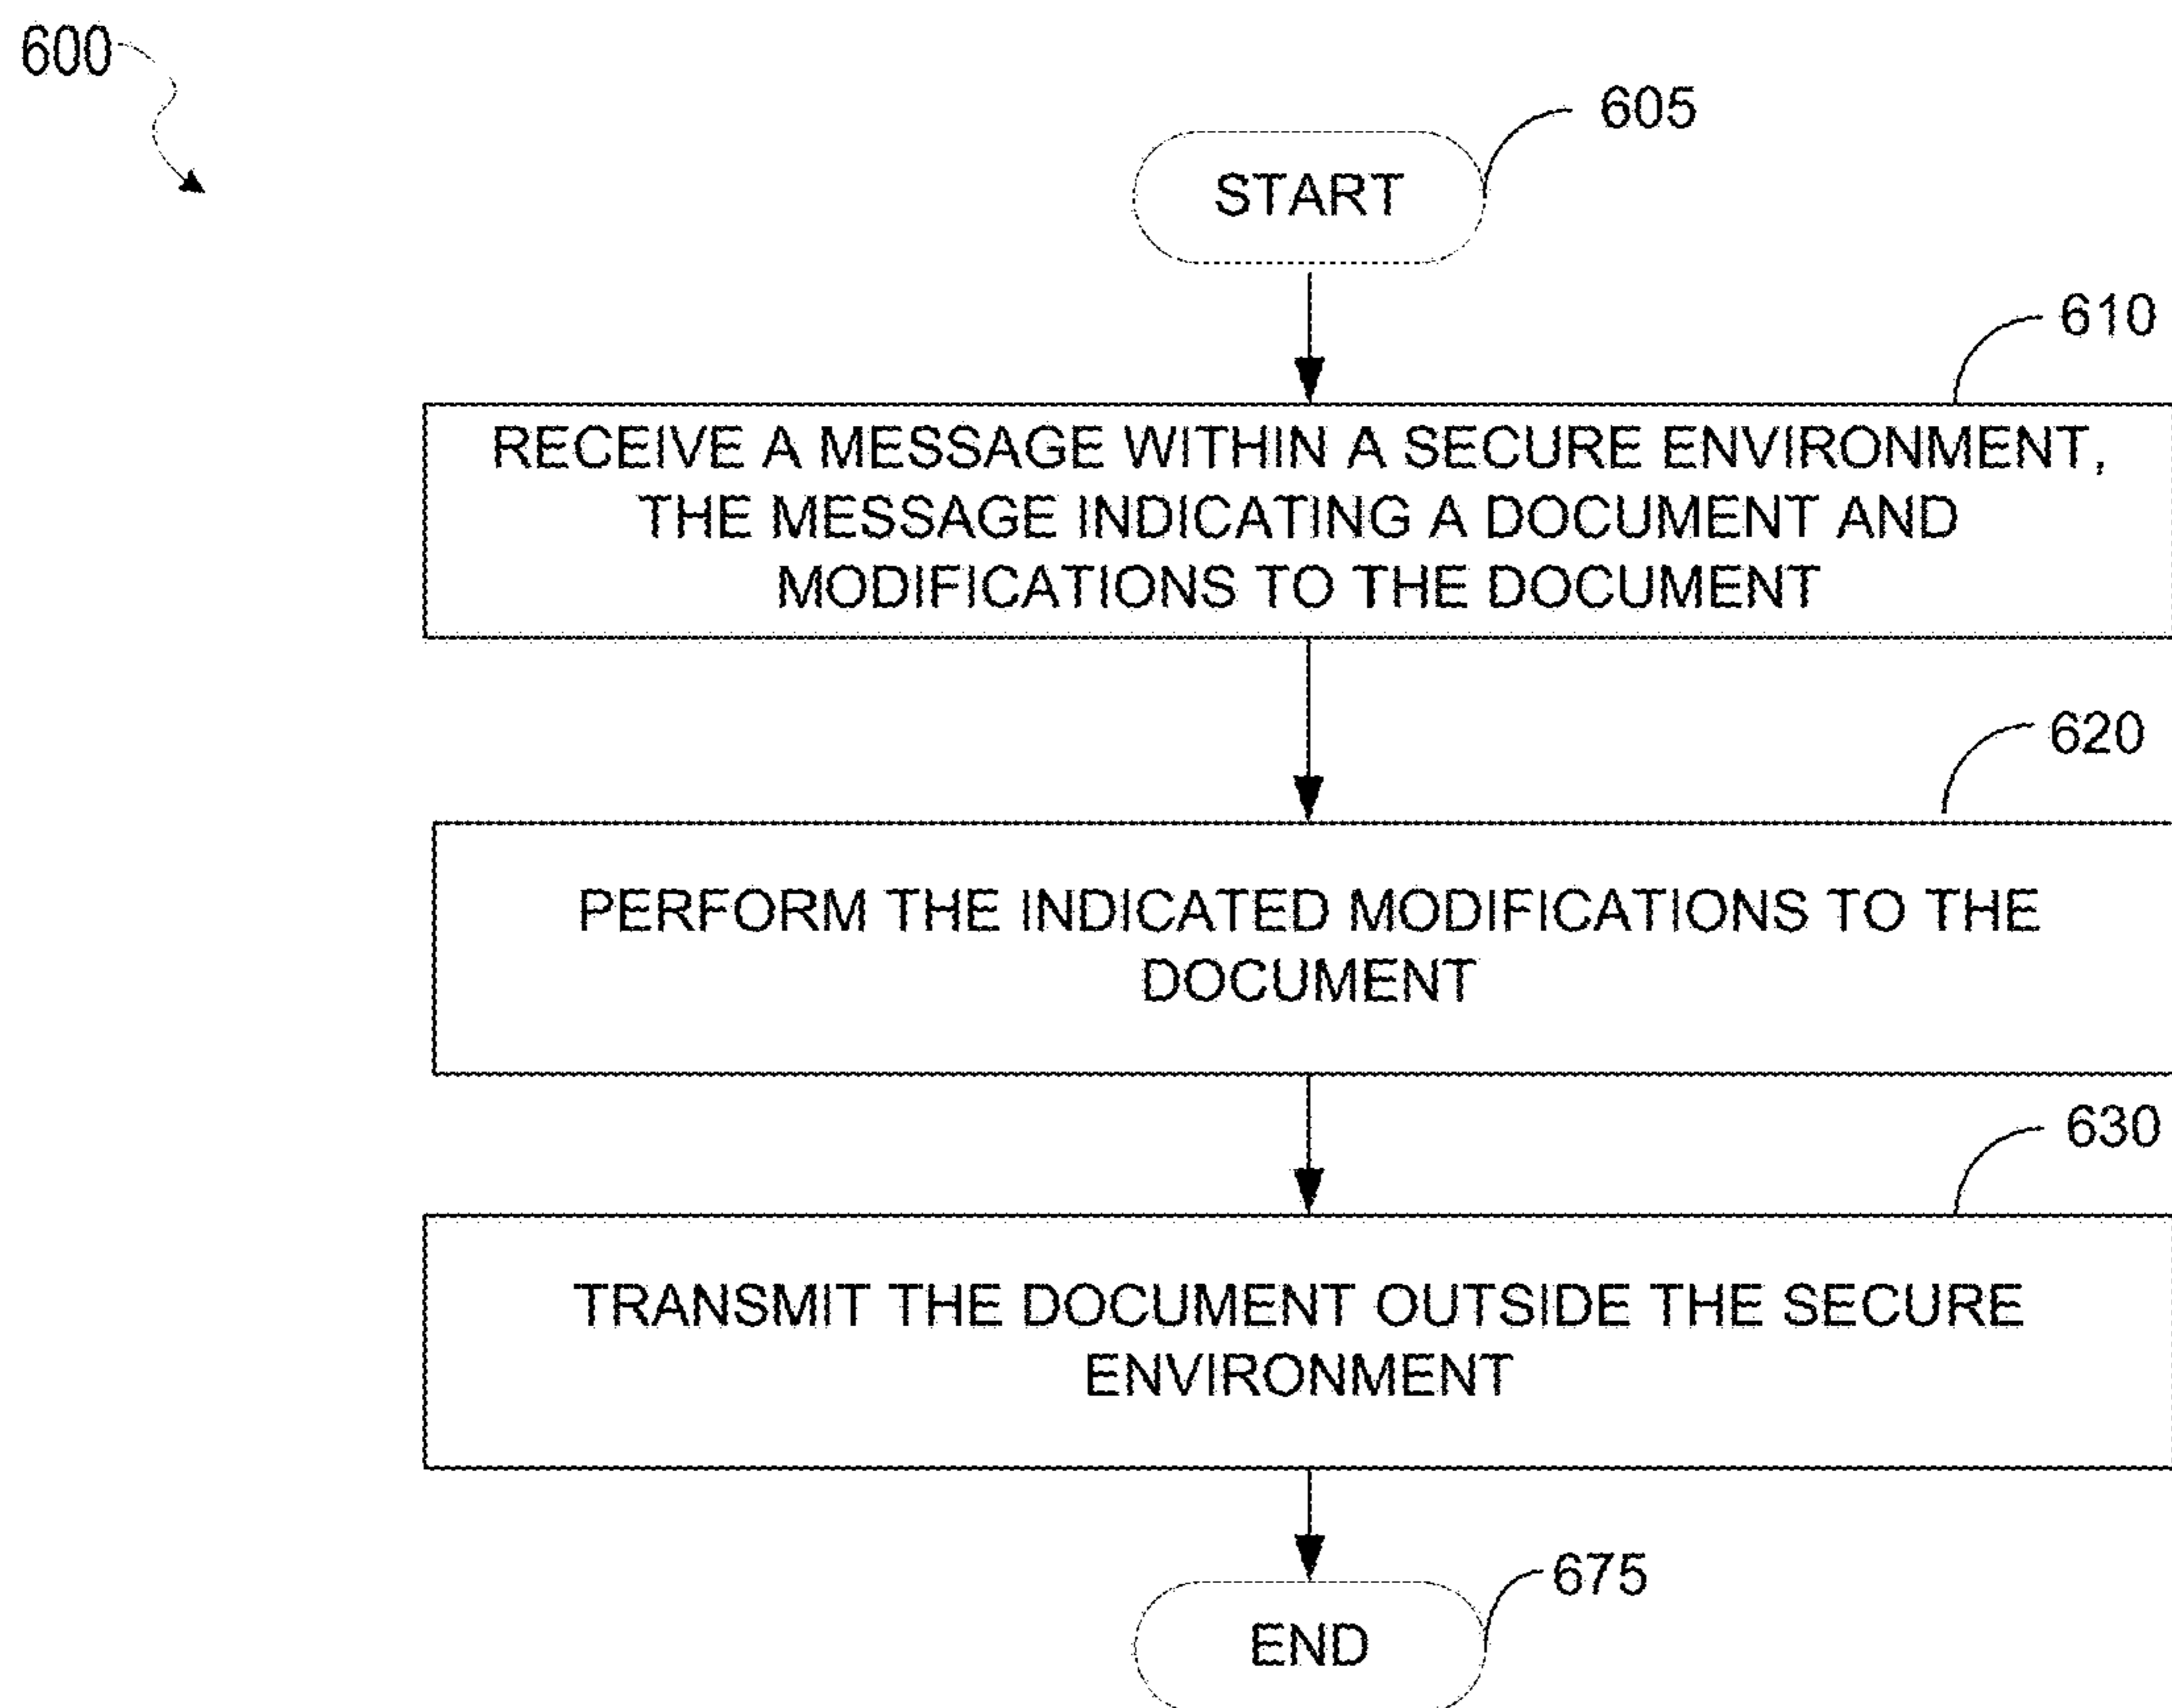 600
605
START
610
RECEIVE A MESSAGE WITHIN A SECURE ENVIRONMENT,
THE MESSAGE INDICATING A DOCUMENT AND
MODIFICATIONS TO THE DOCUMENT
620
PERFORM THE INDICATED MODIFICATIONS TO THE
DOCUMENT
630
TRANSMIT THE DOCUMENT OUTSIDE THE SECURE
ENVIRONMENT
675
END